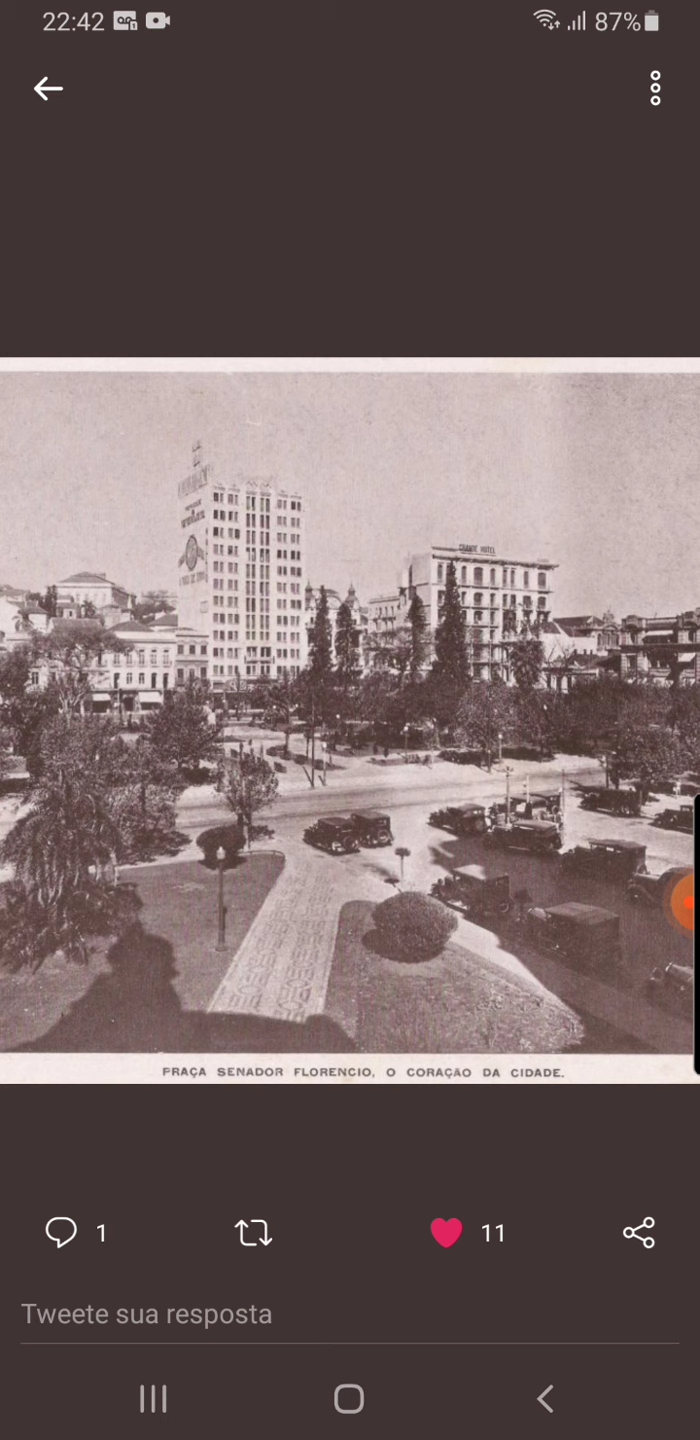 22:42
87%
GRANDE HOTEL
PRAÇA SENADOR FLORENCIO, O CORAÇÃO DA CIDADE.
1
11
Tweete sua resposta